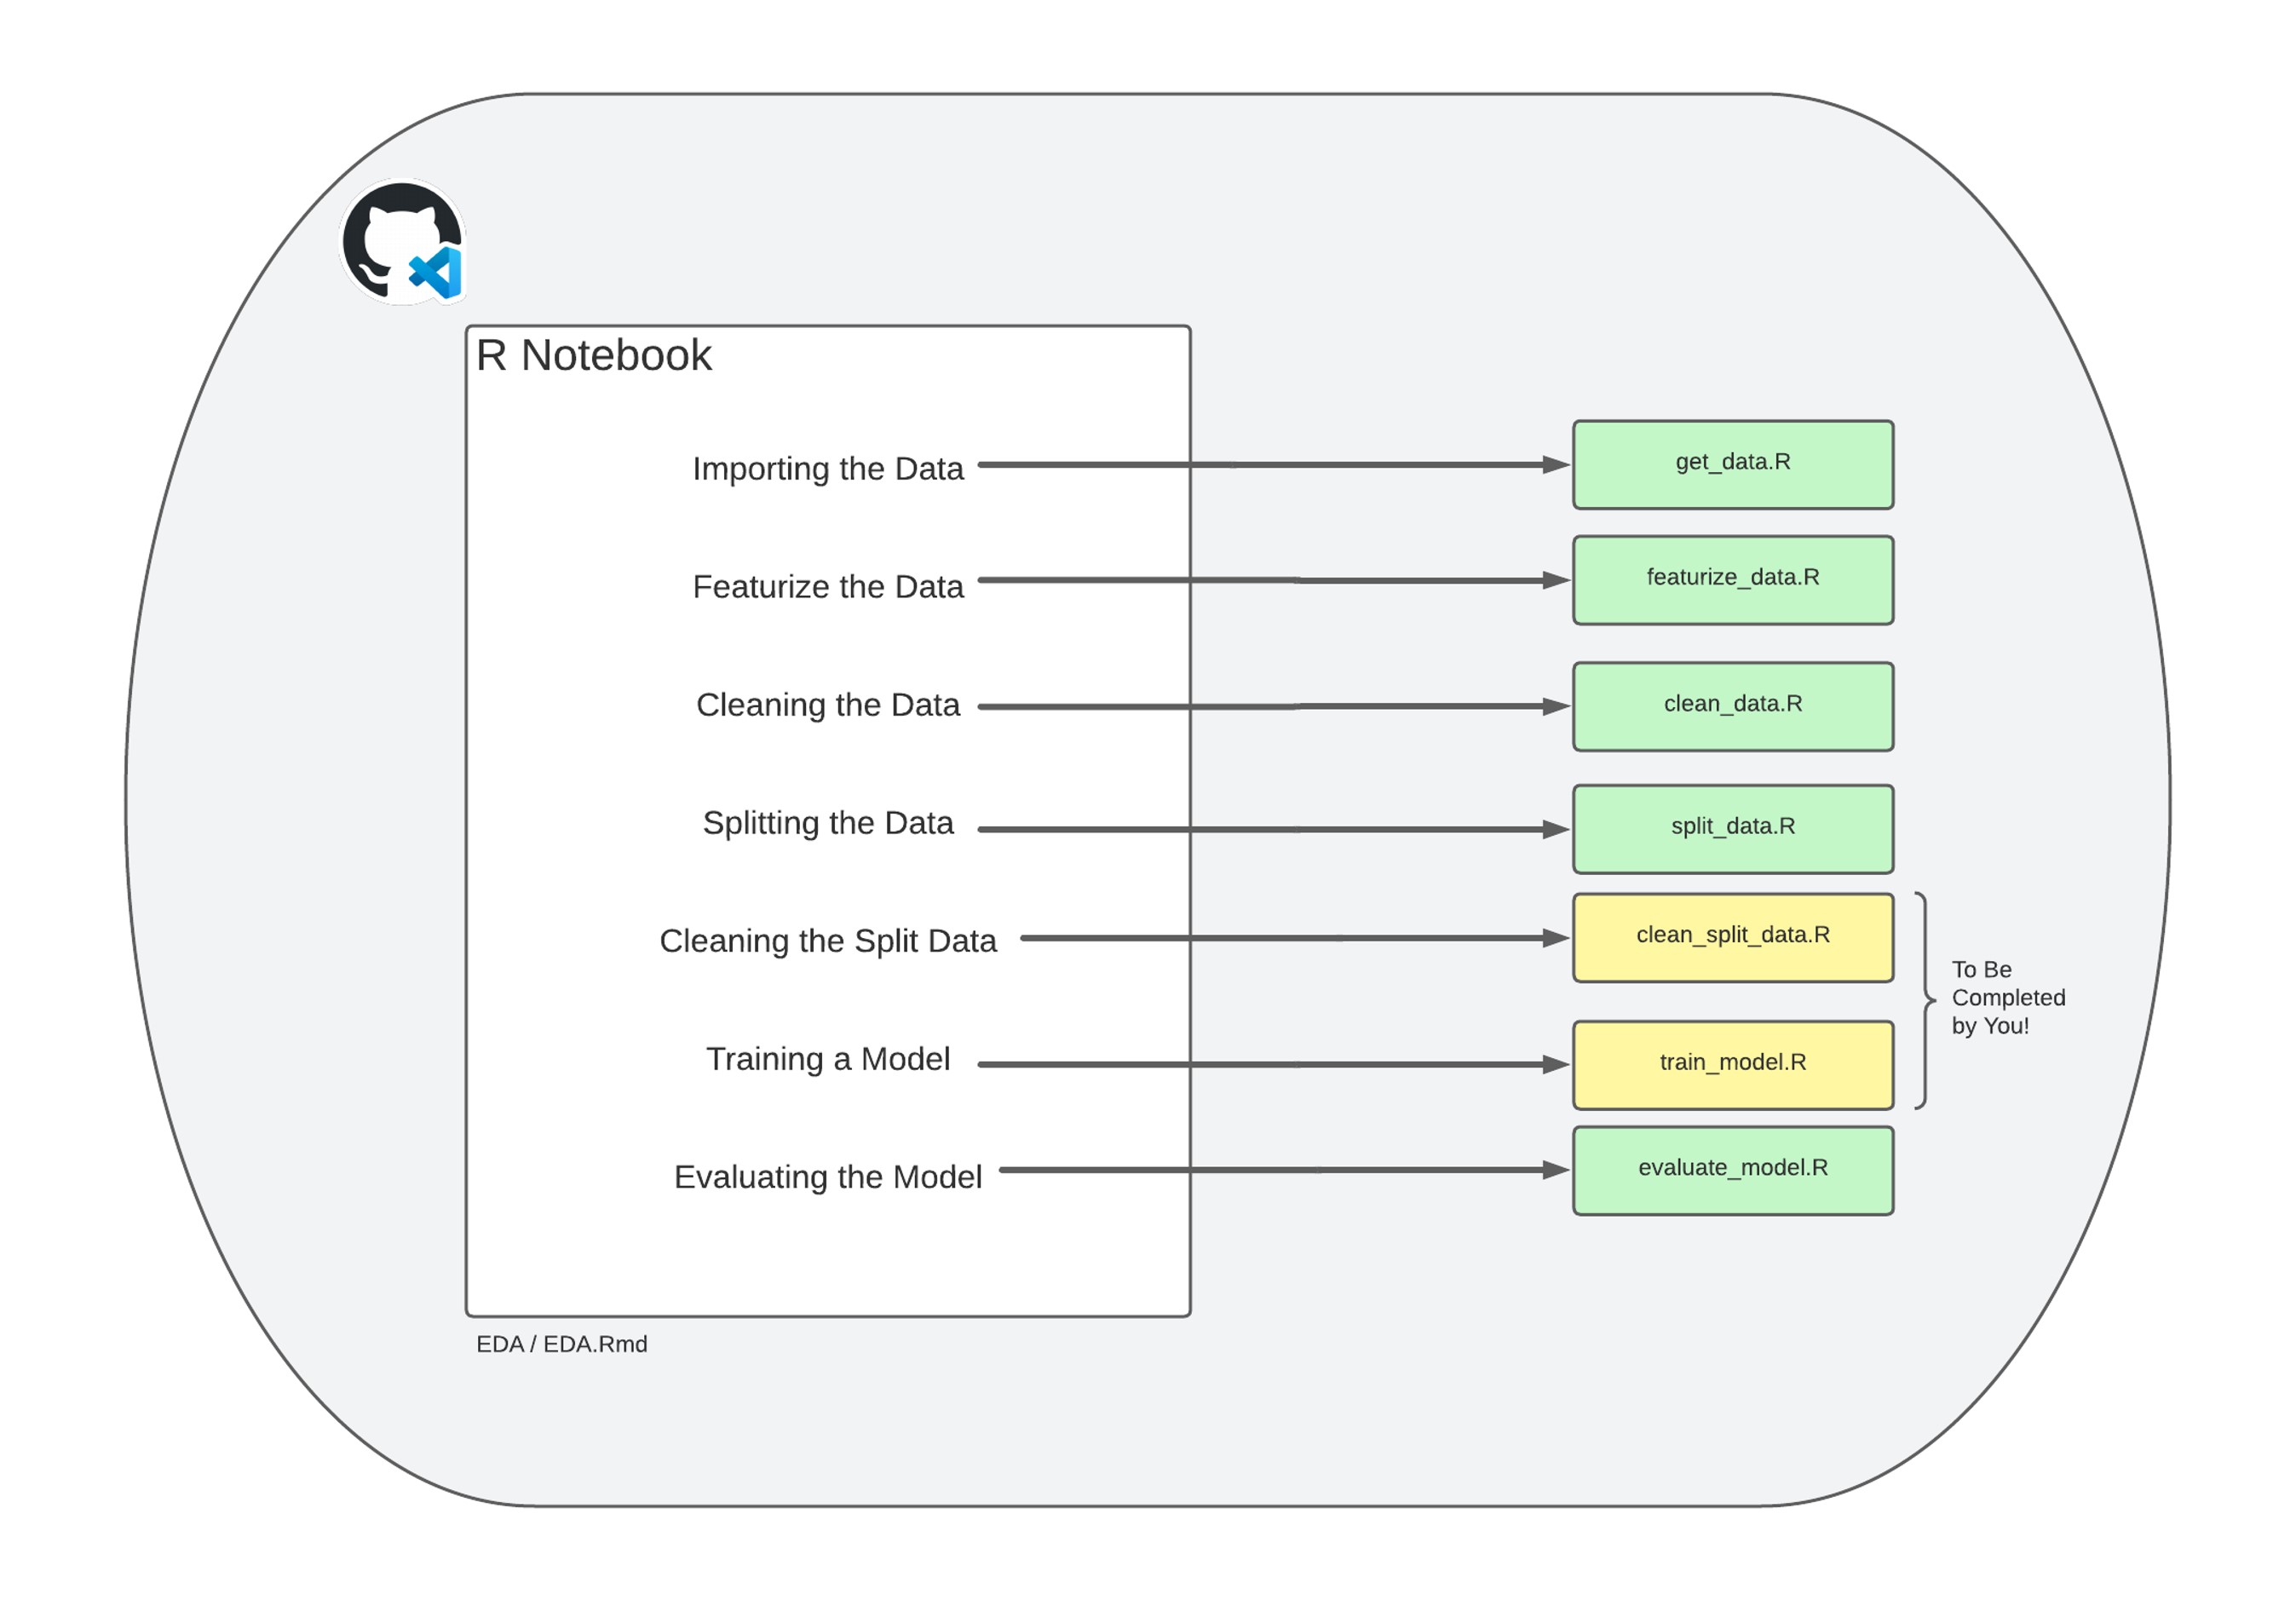 R Notebook
Importing the Data
get_data.R
Featurize the Data
featurize_data.R
Cleaning the Data
clean_data.R
Splitting the Data
split_data.R
Cleaning the Split Data
clean_split_data.R
To Be
Completed
by You!
Training a Model
train_model.R
Evaluating the Model
evaluate_model.R
EDA / EDA.Rmd